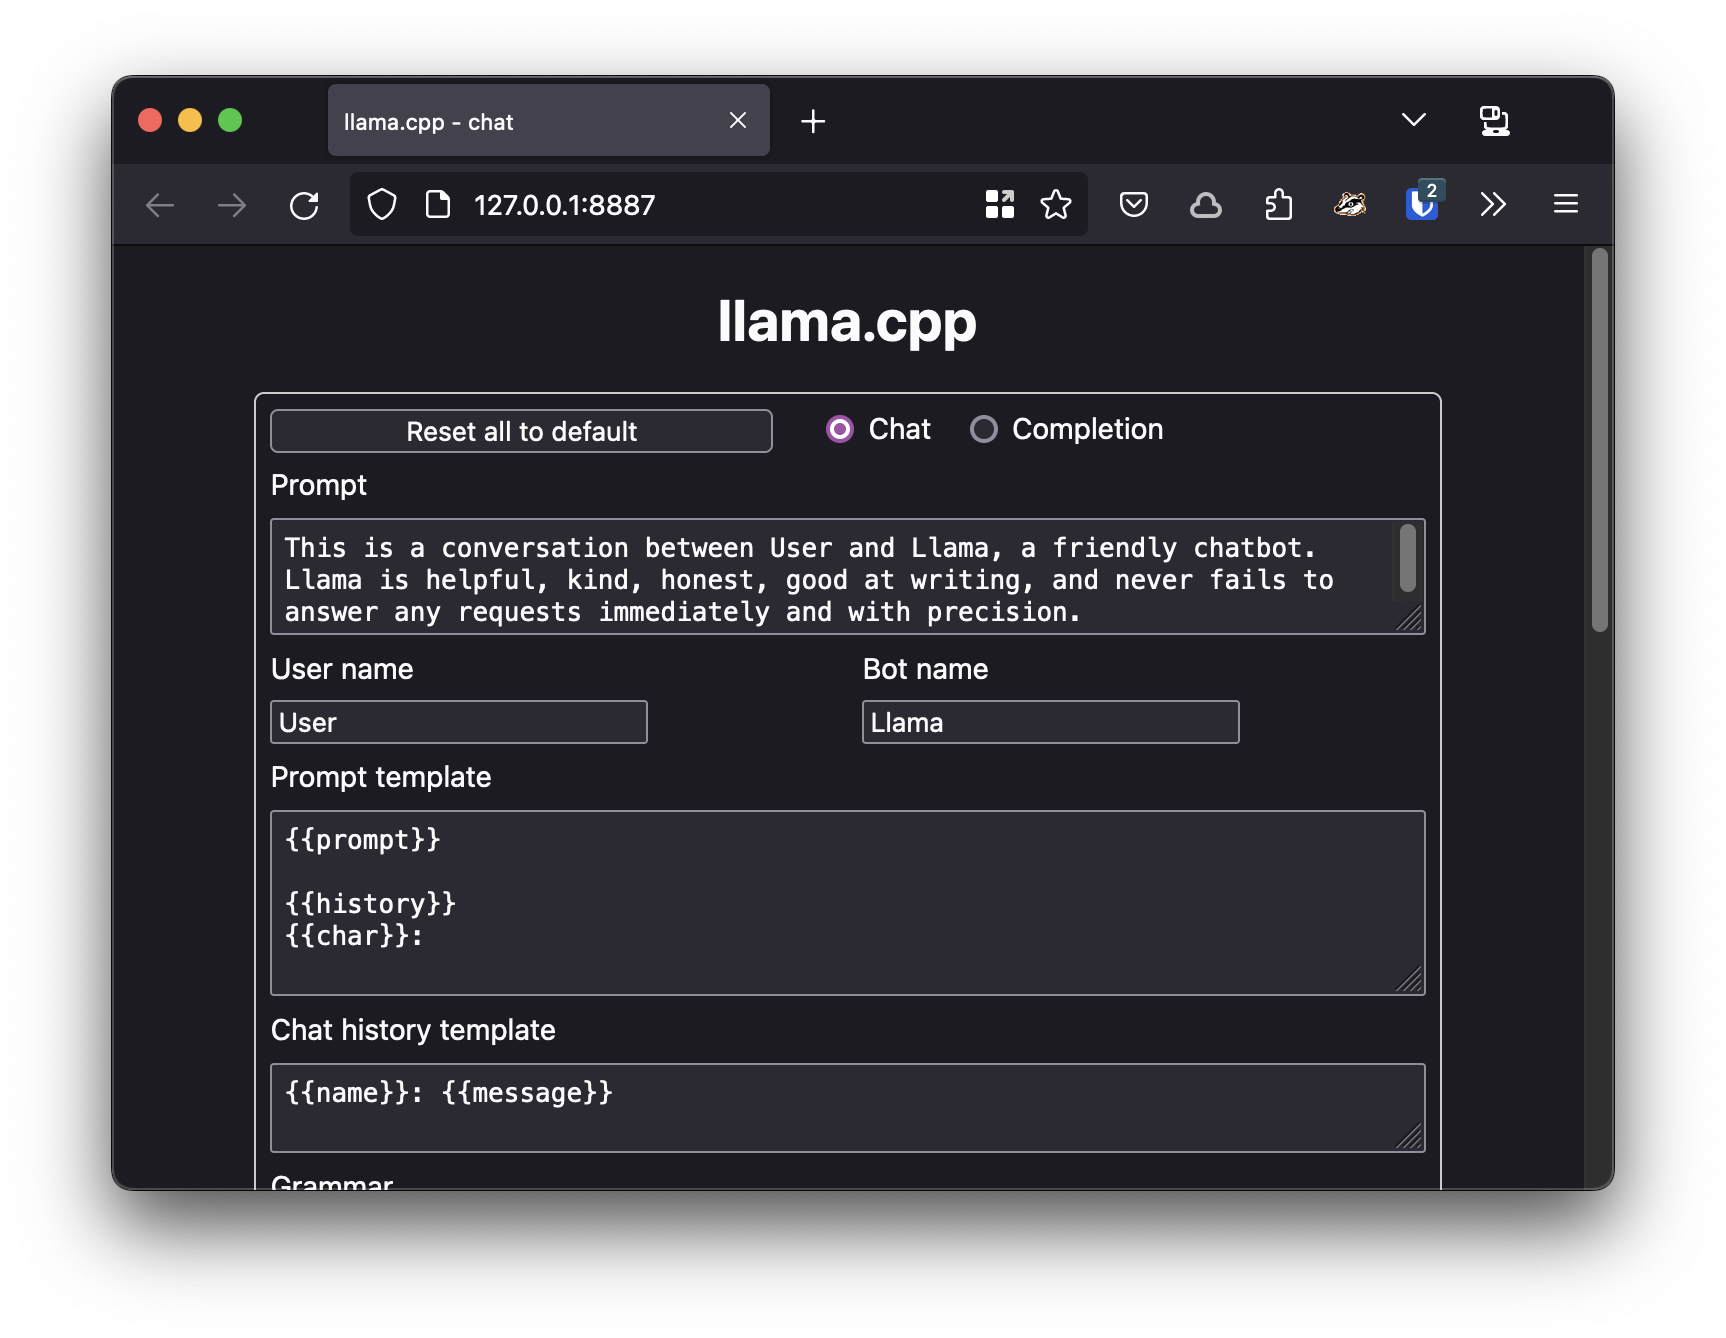 llama.cpp - chat
127.0.0.1:8887
2
llama.cpp
Reset all to default
Chat
Completion
Prompt
This is a conversation between User and Llama, a friendly chatbot.
Llama is helpful, kind, honest, good at writing, and never fails to
answer any requests immediately and with precision.
User name
Bot name
User
Llama
Prompt template
{{prompt}}
{{history}}
{{char}}:
Chat history template
{{name}}: {{message}}
Grammar